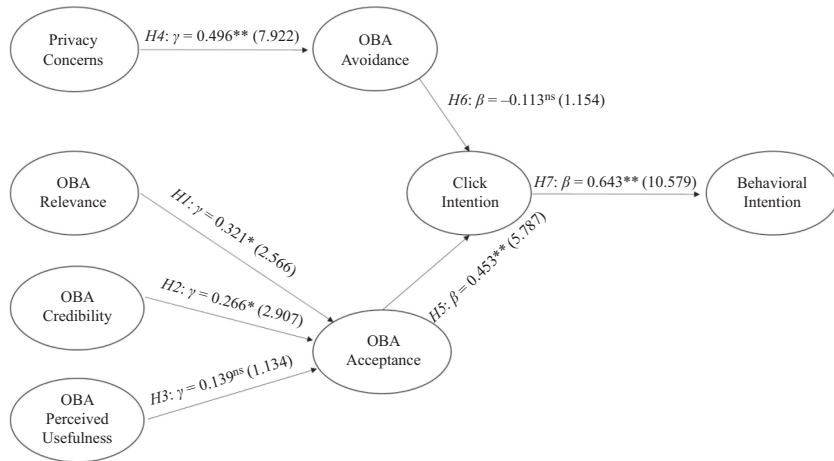 Privacy
Concerns
H4: γ = 0.496** (7.922)
OBA
Avoidance
H6: β = –0.113ns (1.154)
OBA
Relevance
H1: γ = 0.321* (2.566)
Click
Intention
H7: β = 0.643** (10.579)
Behavioral
Intention
OBA
Credibility
H2: γ = 0.266* (2.907)
H5: β = 0.453** (5.787)
OBA
Acceptance
OBA
Perceived
Usefulness
H3: γ = 0.139ns (1.134)